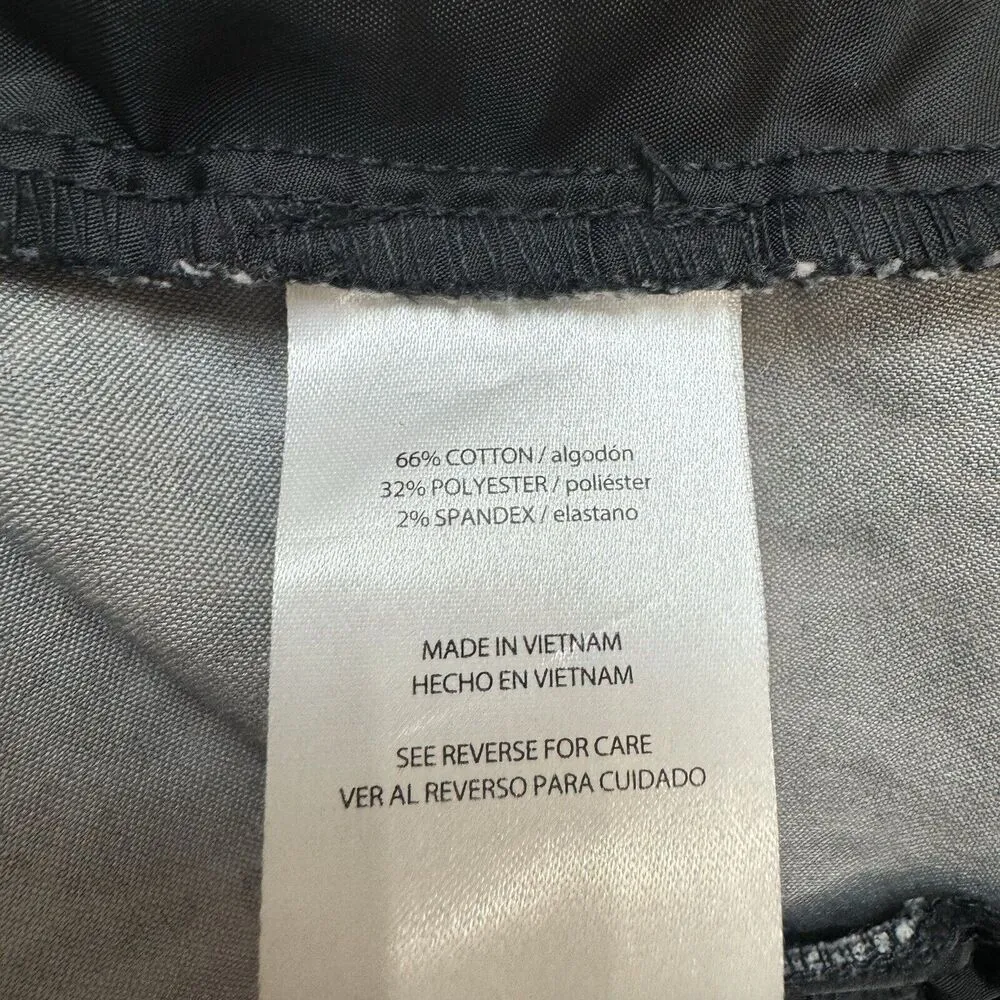 66% COTTON / algodón
32% POLYESTER / poliéster
2% SPANDEX / elastano
MADE IN VIETNAM
HECHO EN VIETNAM
SEE REVERSE FOR CARE
VER AL REVERSO PARA CUIDADO